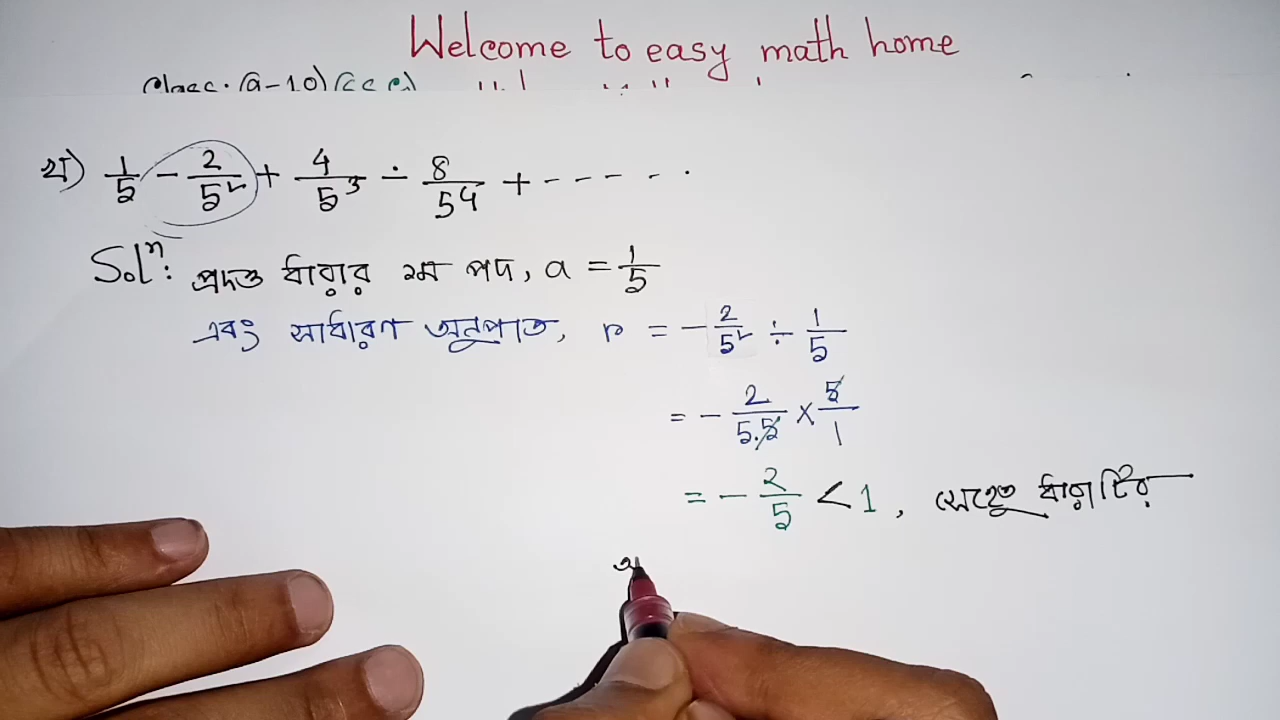 Welcome to easy math home
খ) 1/5 - 2/5² + 4/5³ ÷ 8/5⁴ + ------.
Solⁿ: প্রদত্ত ধারার ১ম পদ, a = 1/5
এবং সাধারণ অনুপাত, r = - 2/5² ÷ 1/5
= - 2/5.5 × 5/1
= - 2/5 < 1, সেহেতু ধারাটির